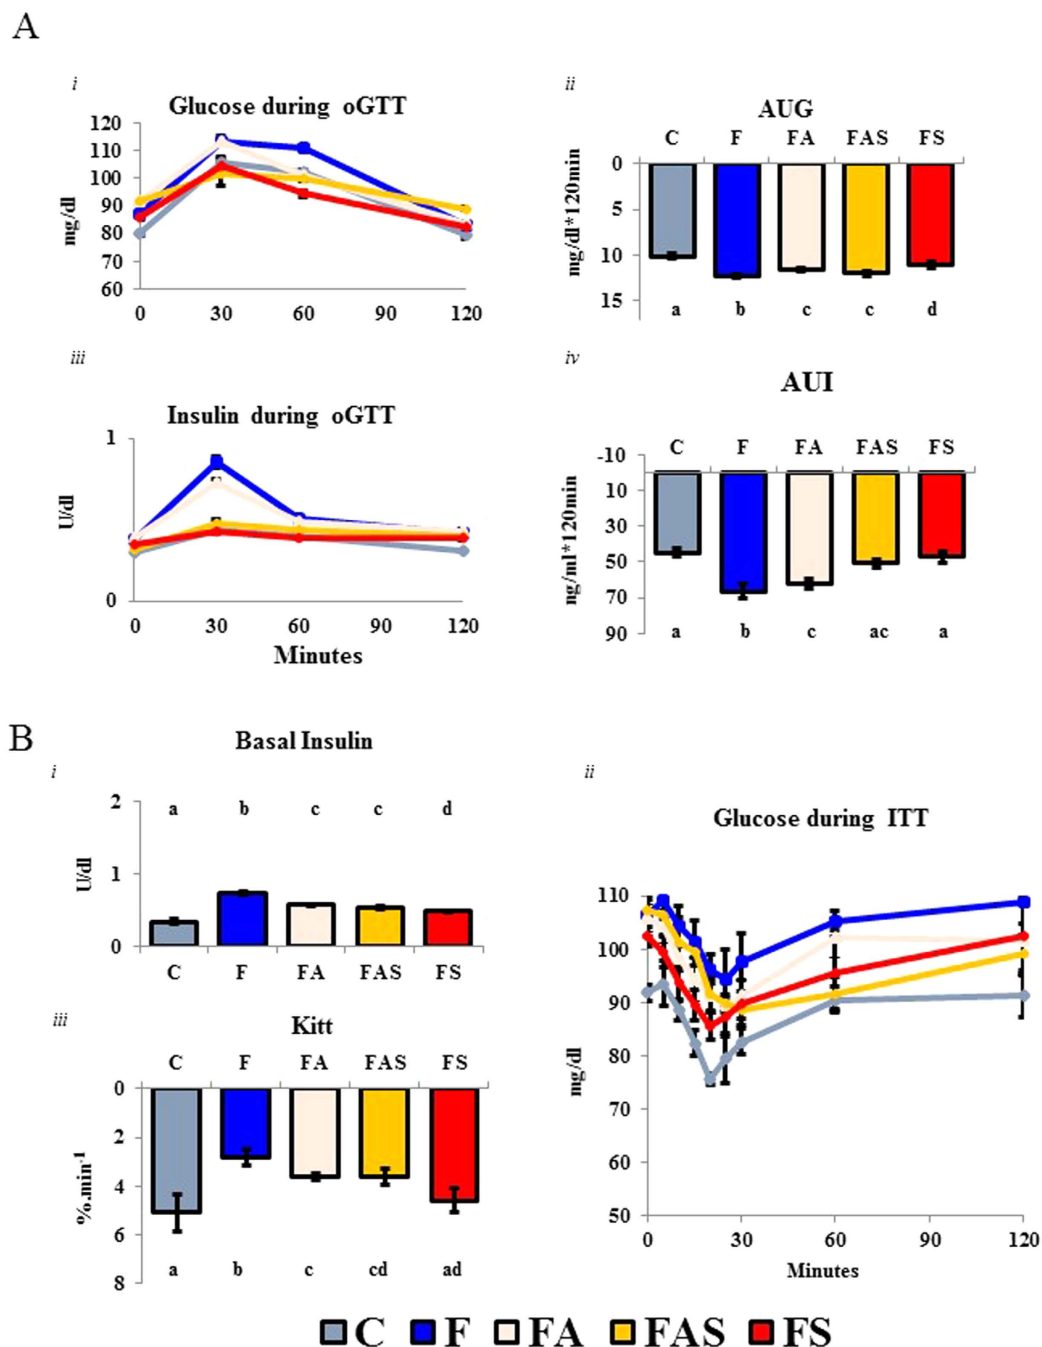 A
i
Glucose during oGTT
120
110
100
90
80
70
60
mg/dl
0 30 60 90 120
ii
AUG
C F FA FAS FS
0
5
10
15
mg/dl*120min
a b c c d
iii
Insulin during oGTT
1
0
U/dl
0 30 60 90 120
Minutes
iv
AUI
C F FA FAS FS
-10
10
30
50
70
90
ng/ml*120min
a b c ac a
B
Basal Insulin
i
2
1
0
U/dl
a b c c d
C F FA FAS FS
ii
Glucose during ITT
110
100
90
80
70
60
50
mg/dl
0 30 60 90 120
Minutes
iii
Kitt
C F FA FAS FS
0
2
4
6
8
%.min-1
a b c cd ad
C F FA FAS FS